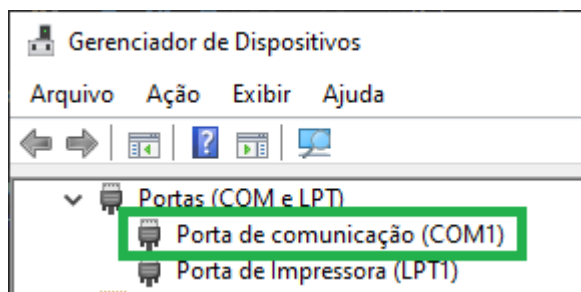 Gerenciador de Dispositivos
Arquivo Ação Exibir Ajuda
Portas (COM e LPT)
Porta de comunicação (COM1)
Porta de Impressora (LPT1)